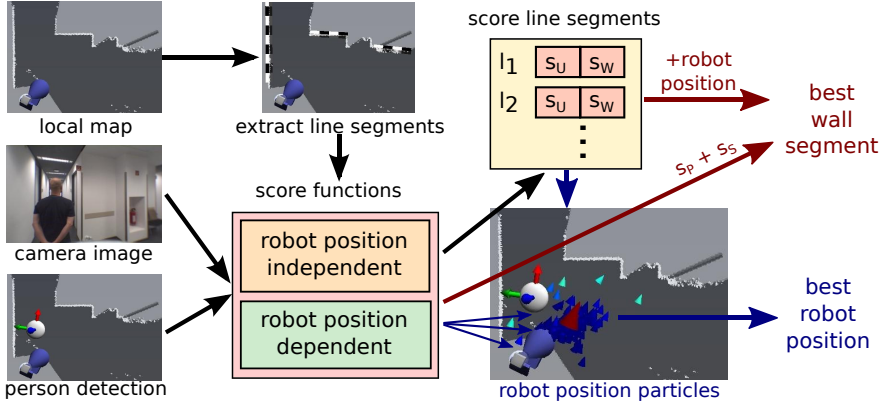 score line segments
l1 sU sW
l2 sU sW
+robot
position
best
wall
segment
local map
extract line segments
sP + sS
score functions
camera image
robot position
independent
robot position
dependent
best
robot
position
person detection
robot position particles